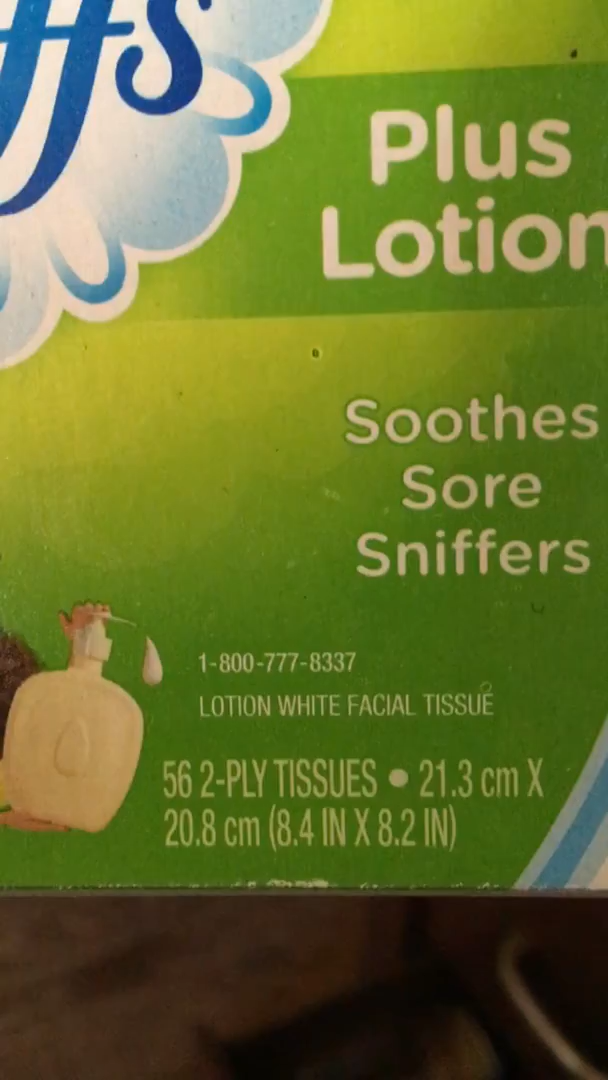 ffs
Plus
Lotion
Soothes
Sore
Sniffers
1-800-777-8337
LOTION WHITE FACIAL TISSUE
56 2-PLY TISSUES • 21.3 cm X
20.8 cm (8.4 IN X 8.2 IN)